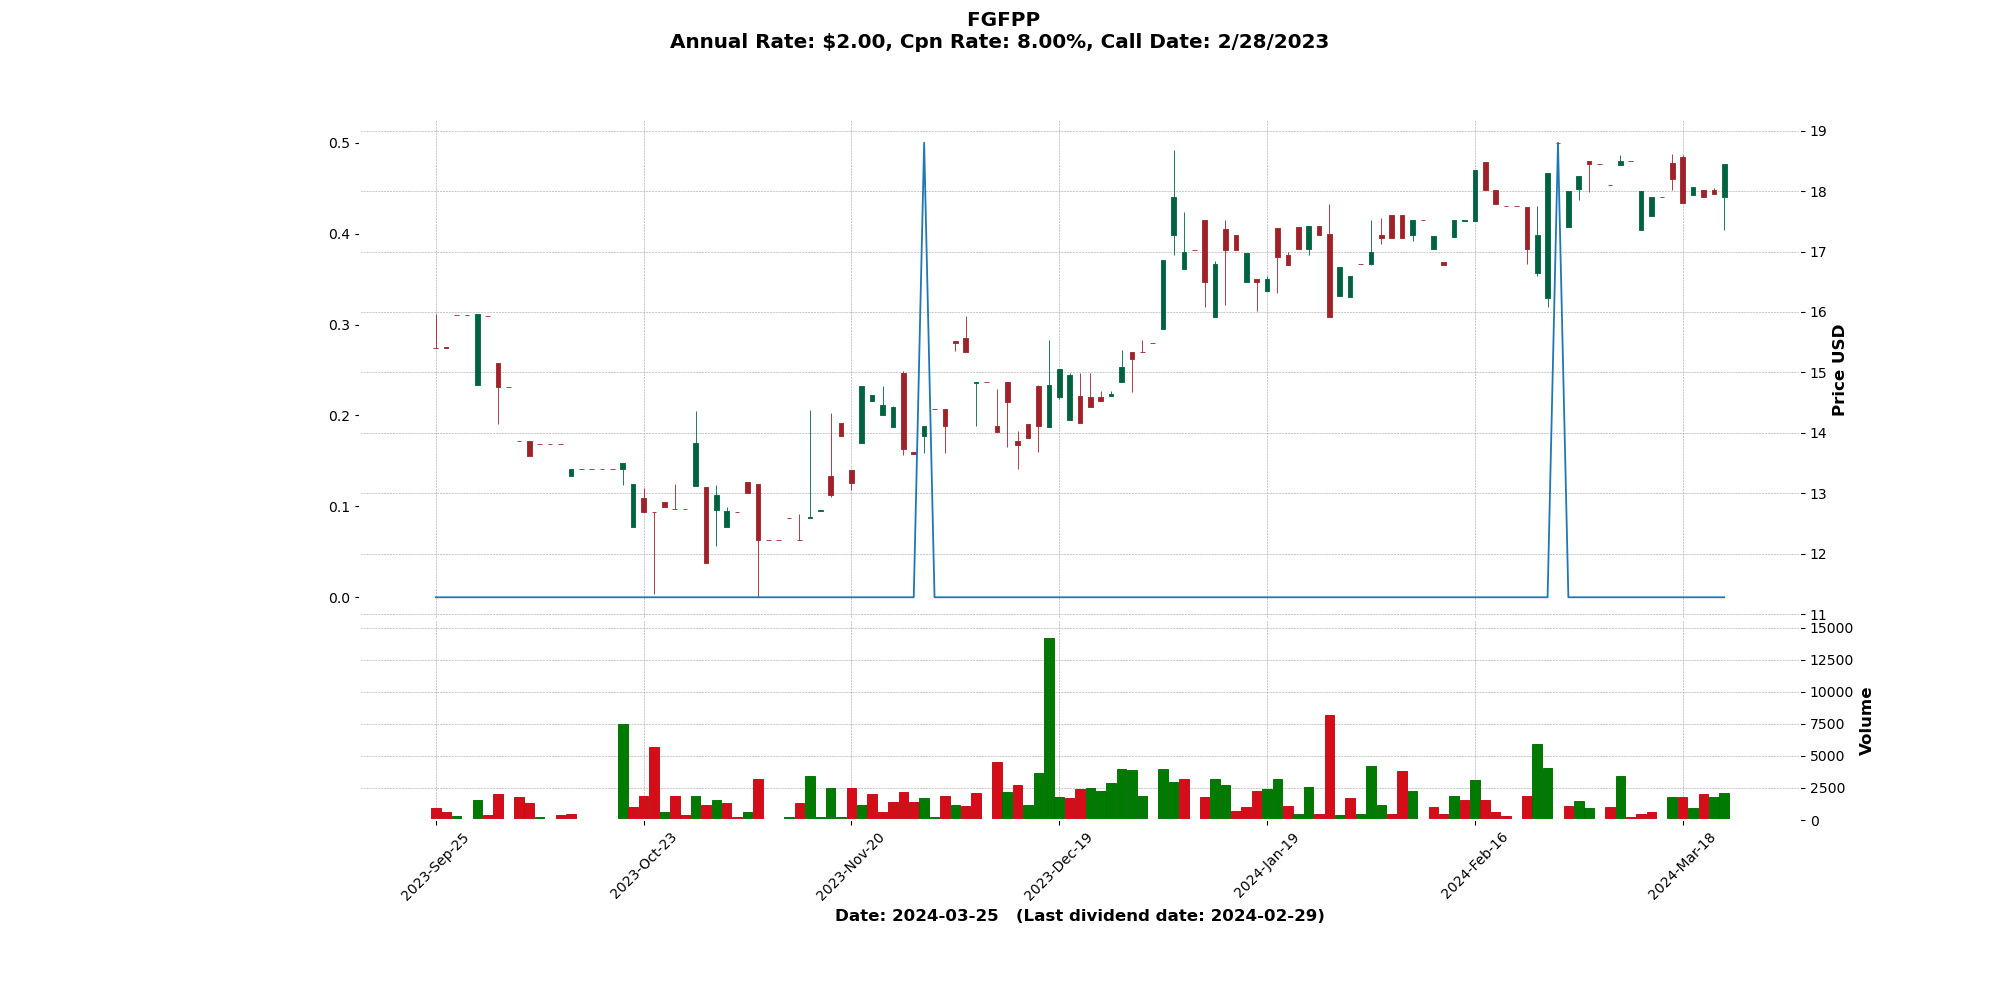 FGFPP
Annual Rate: $2.00, Cpn Rate: 8.00%, Call Date: 2/28/2023
0.5
0.4
0.3
0.2
0.1
0.0
19
18
17
16
15
14
13
12
11
Price USD
15000
12500
10000
7500
5000
2500
0
Volume
2023-Sep-25
2023-Oct-23
2023-Nov-20
2023-Dec-19
2024-Jan-19
2024-Feb-16
2024-Mar-18
Date: 2024-03-25 (Last dividend date: 2024-02-29)